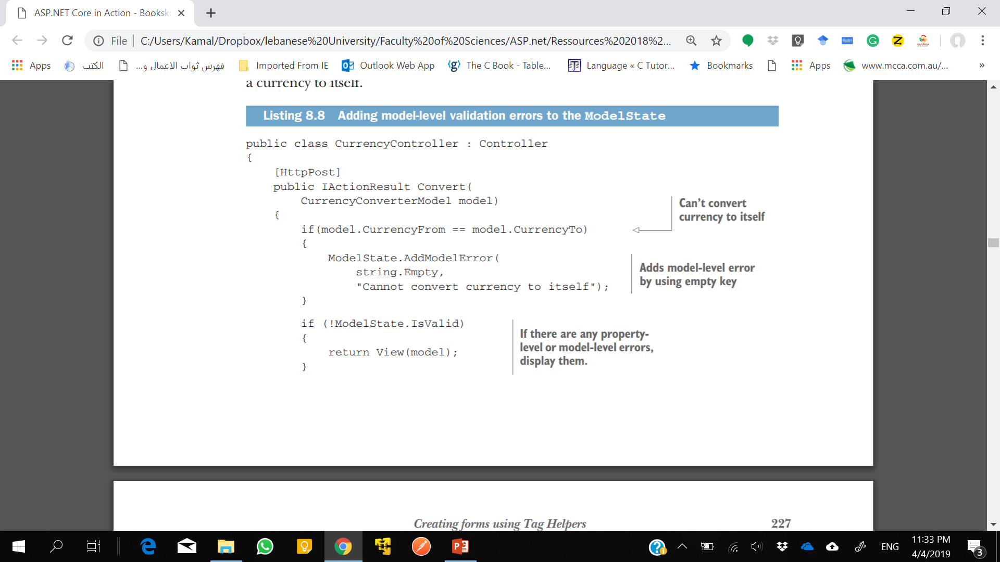 ASP.NET Core in Action - Booksk
File
C:/Users/Kamal/Dropbox/lebanese%20University/Faculty%20of%20Sciences/ASP.net/Ressources%202018%2...
Apps
الكتب
فهرس ثواب الاعمال و...
Imported From IE
Outlook Web App
{g} The C Book - Table...
Language « C Tutor...
Bookmarks
Apps
www.mcca.com.au/...
»
a currency to itself.
Listing 8.8 Adding model-level validation errors to the ModelState
public class CurrencyController : Controller
{
[HttpPost]
public IActionResult Convert(
CurrencyConverterModel model)
{
if(model.CurrencyFrom == model.CurrencyTo)
{
ModelState.AddModelError(
string.Empty,
"Cannot convert currency to itself");
}
if (!ModelState.IsValid)
{
return View(model);
}
Can't convert
currency to itself
Adds model-level error
by using empty key
If there are any property-
level or model-level errors,
display them.
Creating forms using Tag Helpers 227
ENG
11:33 PM
4/4/2019
3